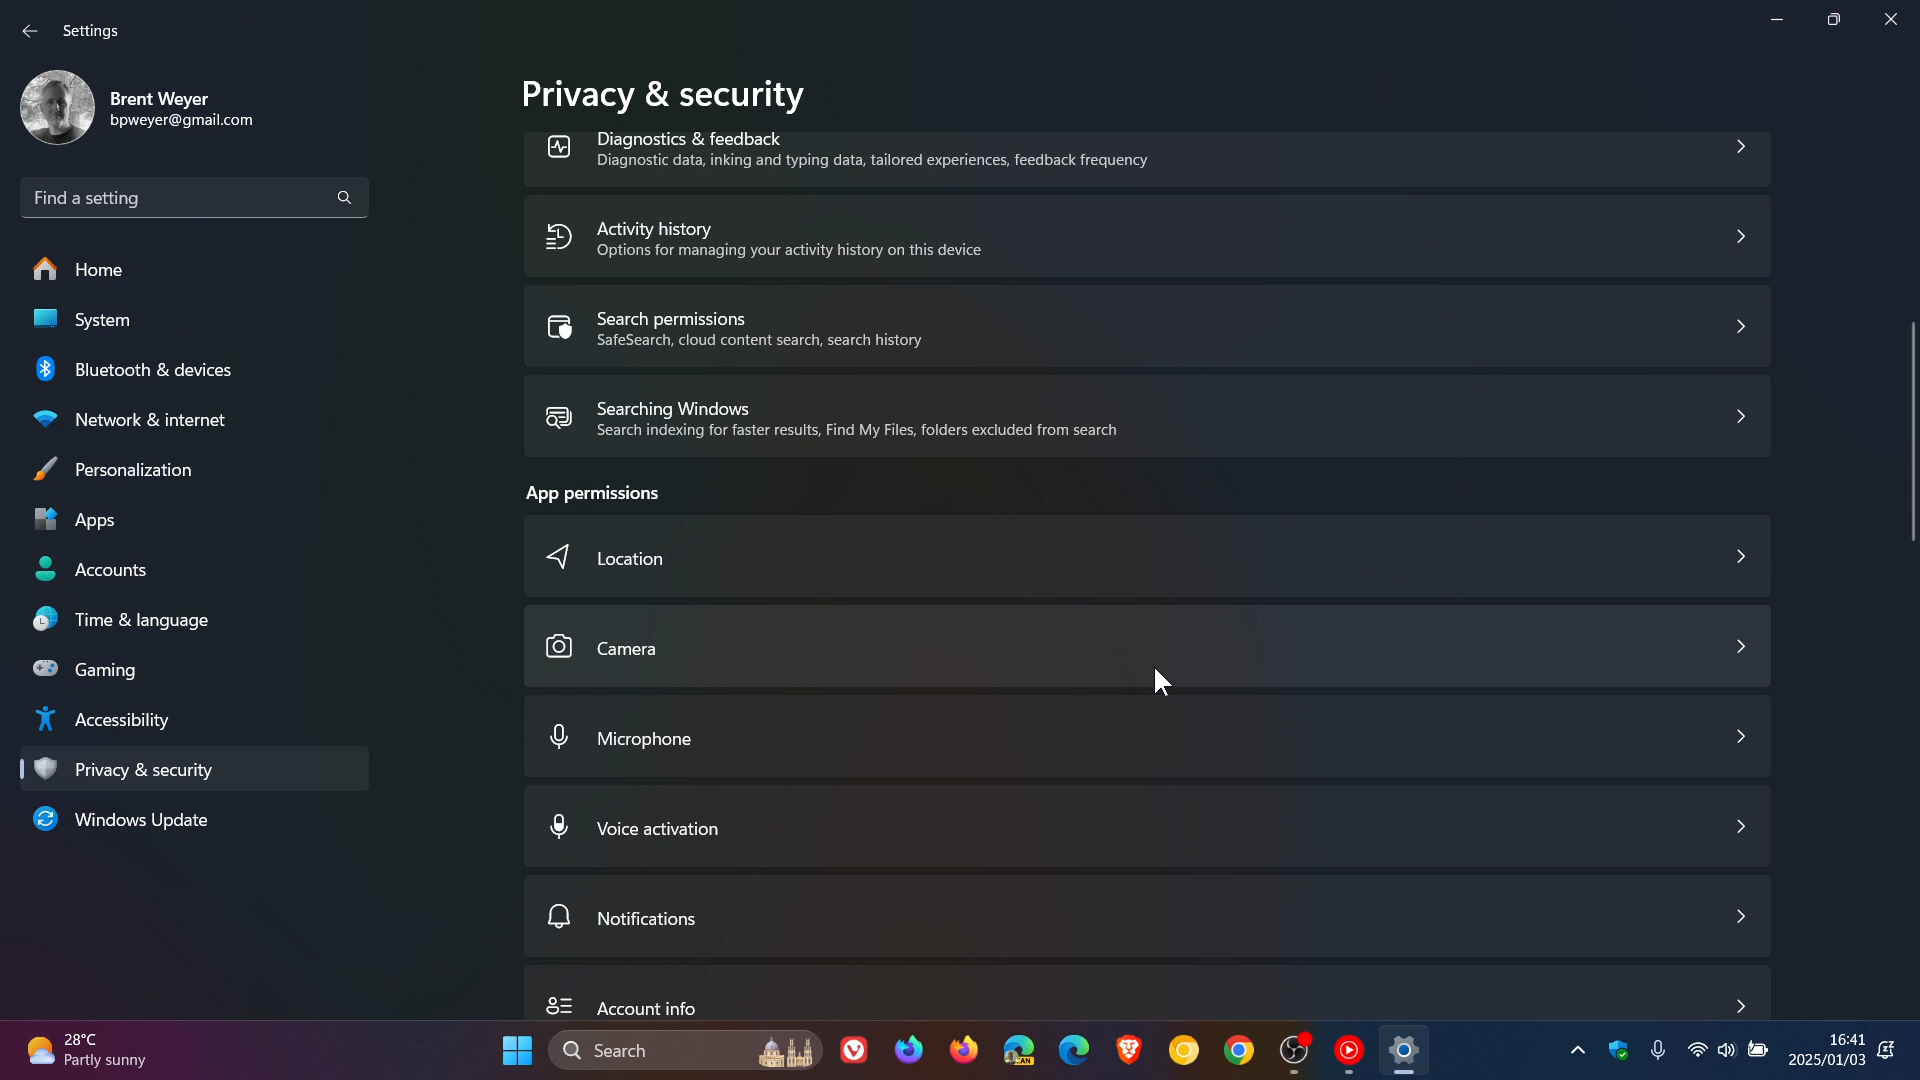 Settings
Brent Weyer
bpweyer@gmail.com
Find a setting
Home
System
Bluetooth & devices
Network & internet
Personalization
Apps
Accounts
Time & language
Gaming
Accessibility
Privacy & security
Windows Update
Privacy & security
Diagnostics & feedback
Diagnostic data, inking and typing data, tailored experiences, feedback frequency
Activity history
Options for managing your activity history on this device
Search permissions
SafeSearch, cloud content search, search history
Searching Windows
Search indexing for faster results, Find My Files, folders excluded from search
App permissions
Location
Camera
Microphone
Voice activation
Notifications
Account info
28°C
Partly sunny
Search
CAN
16:41
2025/01/03